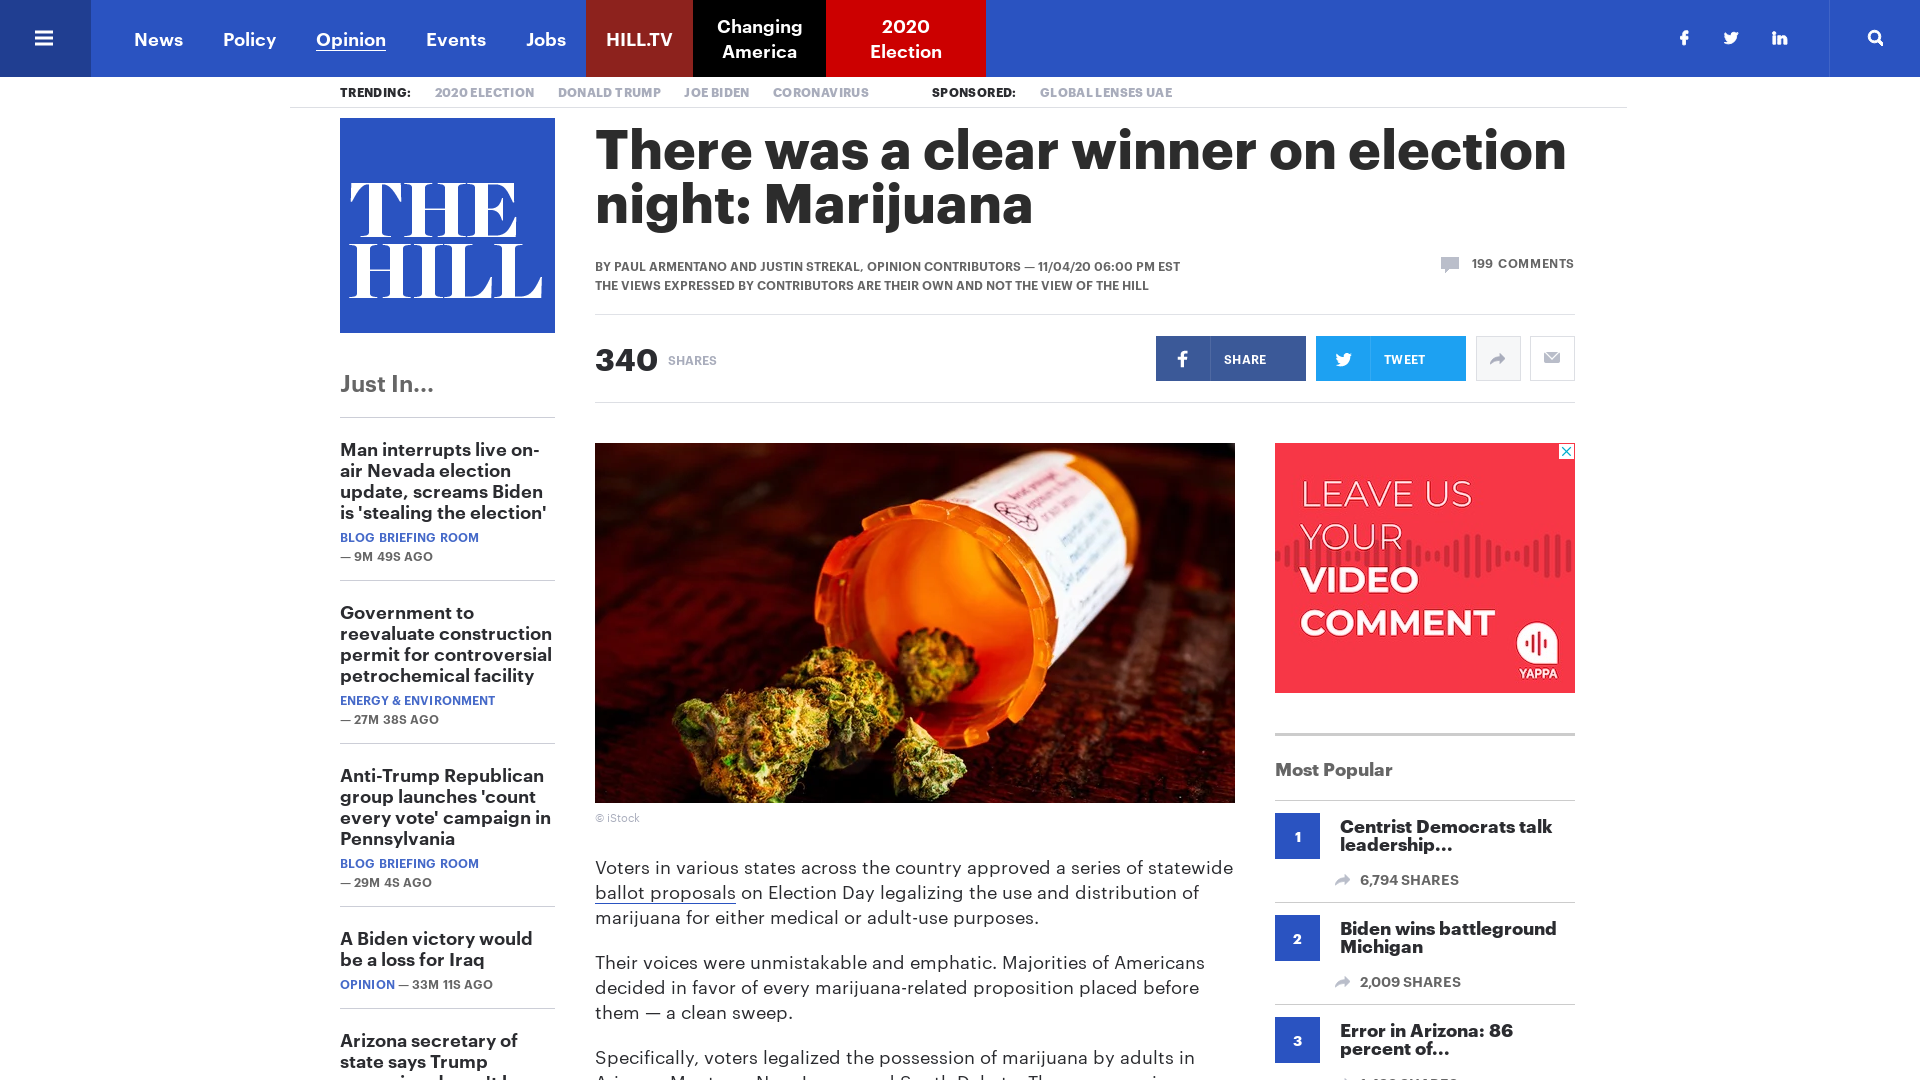 News
Policy
Opinion
Events
Jobs
HILL.TV
Changing
America
2020
Election
TRENDING:
2020 ELECTION
DONALD TRUMP
JOE BIDEN
CORONAVIRUS
SPONSORED:
GLOBAL LENSES UAE
THE
HILL
There was a clear winner on election
night: Marijuana
BY PAUL ARMENTANO AND JUSTIN STREKAL, OPINION CONTRIBUTORS — 11/04/20 06:00 PM EST
THE VIEWS EXPRESSED BY CONTRIBUTORS ARE THEIR OWN AND NOT THE VIEW OF THE HILL
199 COMMENTS
340 SHARES
SHARE
TWEET
Just In...
Man interrupts live on-
air Nevada election
update, screams Biden
is 'stealing the election'
BLOG BRIEFING ROOM
— 9M 49S AGO
Government to
reevaluate construction
permit for controversial
petrochemical facility
ENERGY & ENVIRONMENT
— 27M 38S AGO
Anti-Trump Republican
group launches 'count
every vote' campaign in
Pennsylvania
BLOG BRIEFING ROOM
— 29M 4S AGO
A Biden victory would
be a loss for Iraq
OPINION — 33M 11S AGO
Arizona secretary of
state says Trump
© iStock
Voters in various states across the country approved a series of statewide
ballot proposals on Election Day legalizing the use and distribution of
marijuana for either medical or adult-use purposes.
Their voices were unmistakable and emphatic. Majorities of Americans
decided in favor of every marijuana-related proposition placed before
them — a clean sweep.
Specifically, voters legalized the possession of marijuana by adults in
LEAVE US
YOUR
VIDEO
COMMENT
YAPPA
Most Popular
1
Centrist Democrats talk
leadership...
6,794 SHARES
2
Biden wins battleground
Michigan
2,009 SHARES
3
Error in Arizona: 86
percent of...